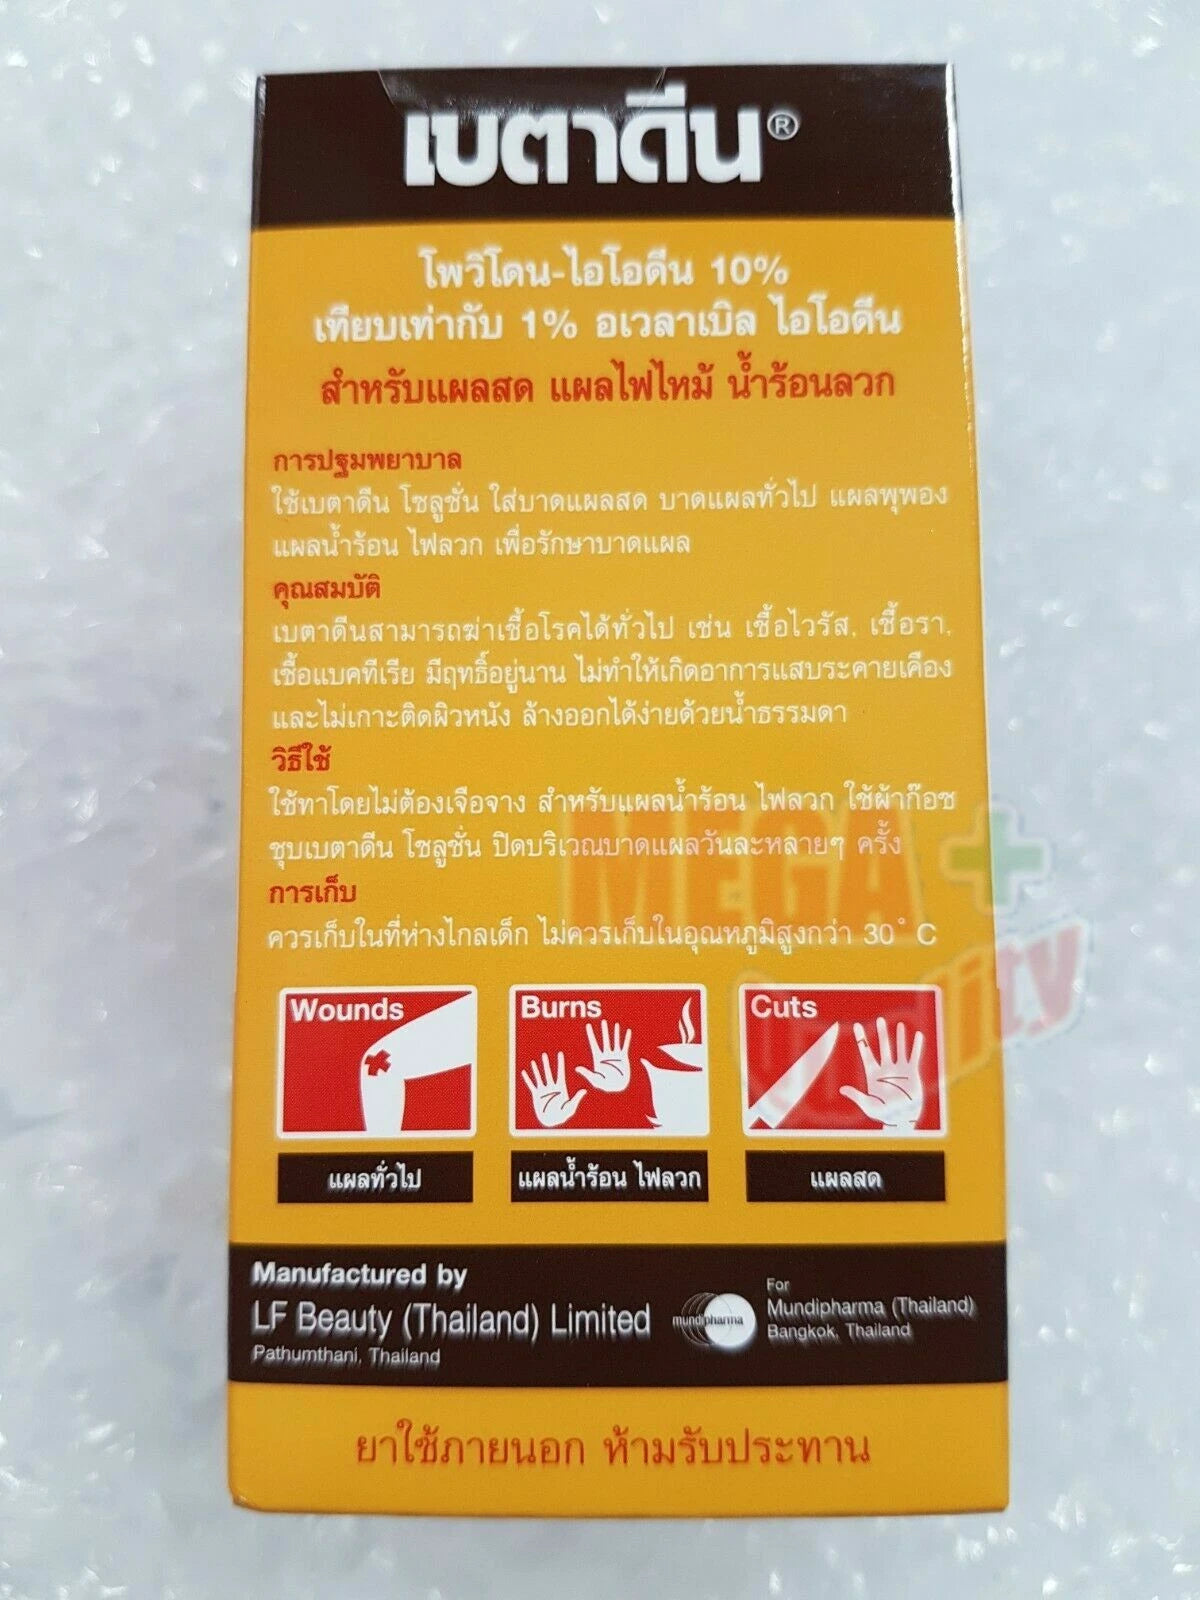 เบตาดีน®
โพวิโดน-ไอโอดีน 10%
เทียบเท่ากับ 1% อเวลาเบิล ไอโอดีน
สำหรับแผลสด แผลไฟไหม้ น้ำร้อนลวก
การปฐมพยาบาล
ใช้เบตาดีน โซลูชั่น ใส่บาดแผลสด บาดแผลทั่วไป แผลพุพอง
แผลน้ำร้อน ไฟลวก เพื่อรักษาบาดแผล
คุณสมบัติ
เบตาดีนสามารถฆ่าเชื้อโรคได้ทั่วไป เช่น เชื้อไวรัส, เชื้อรา,
เชื้อแบคทีเรีย มีฤทธิ์อยู่นาน ไม่ทำให้เกิดอาการแสบระคายเคือง
และไม่เกาะติดผิวหนัง ล้างออกได้ง่ายด้วยน้ำธรรมดา
วิธีใช้
ใช้ทาโดยไม่ต้องเจือจาง สำหรับแผลน้ำร้อน ไฟลวก ใช้ผ้าก๊อซ
ชุบเบตาดีน โซลูชั่น ปิดบริเวณบาดแผลวันละหลายๆ ครั้ง
การเก็บ
ควรเก็บในที่ห่างไกลเด็ก ไม่ควรเก็บในอุณหภูมิสูงกว่า 30° C
MEGA
Quality
Wounds
Burns
Cuts
แผลทั่วไป
แผลน้ำร้อน ไฟลวก
แผลสด
Manufactured by
LF Beauty (Thailand) Limited
Pathumthani, Thailand
mundipharma
For
Mundipharma (Thailand)
Bangkok, Thailand
ยาใช้ภายนอก ห้ามรับประทาน